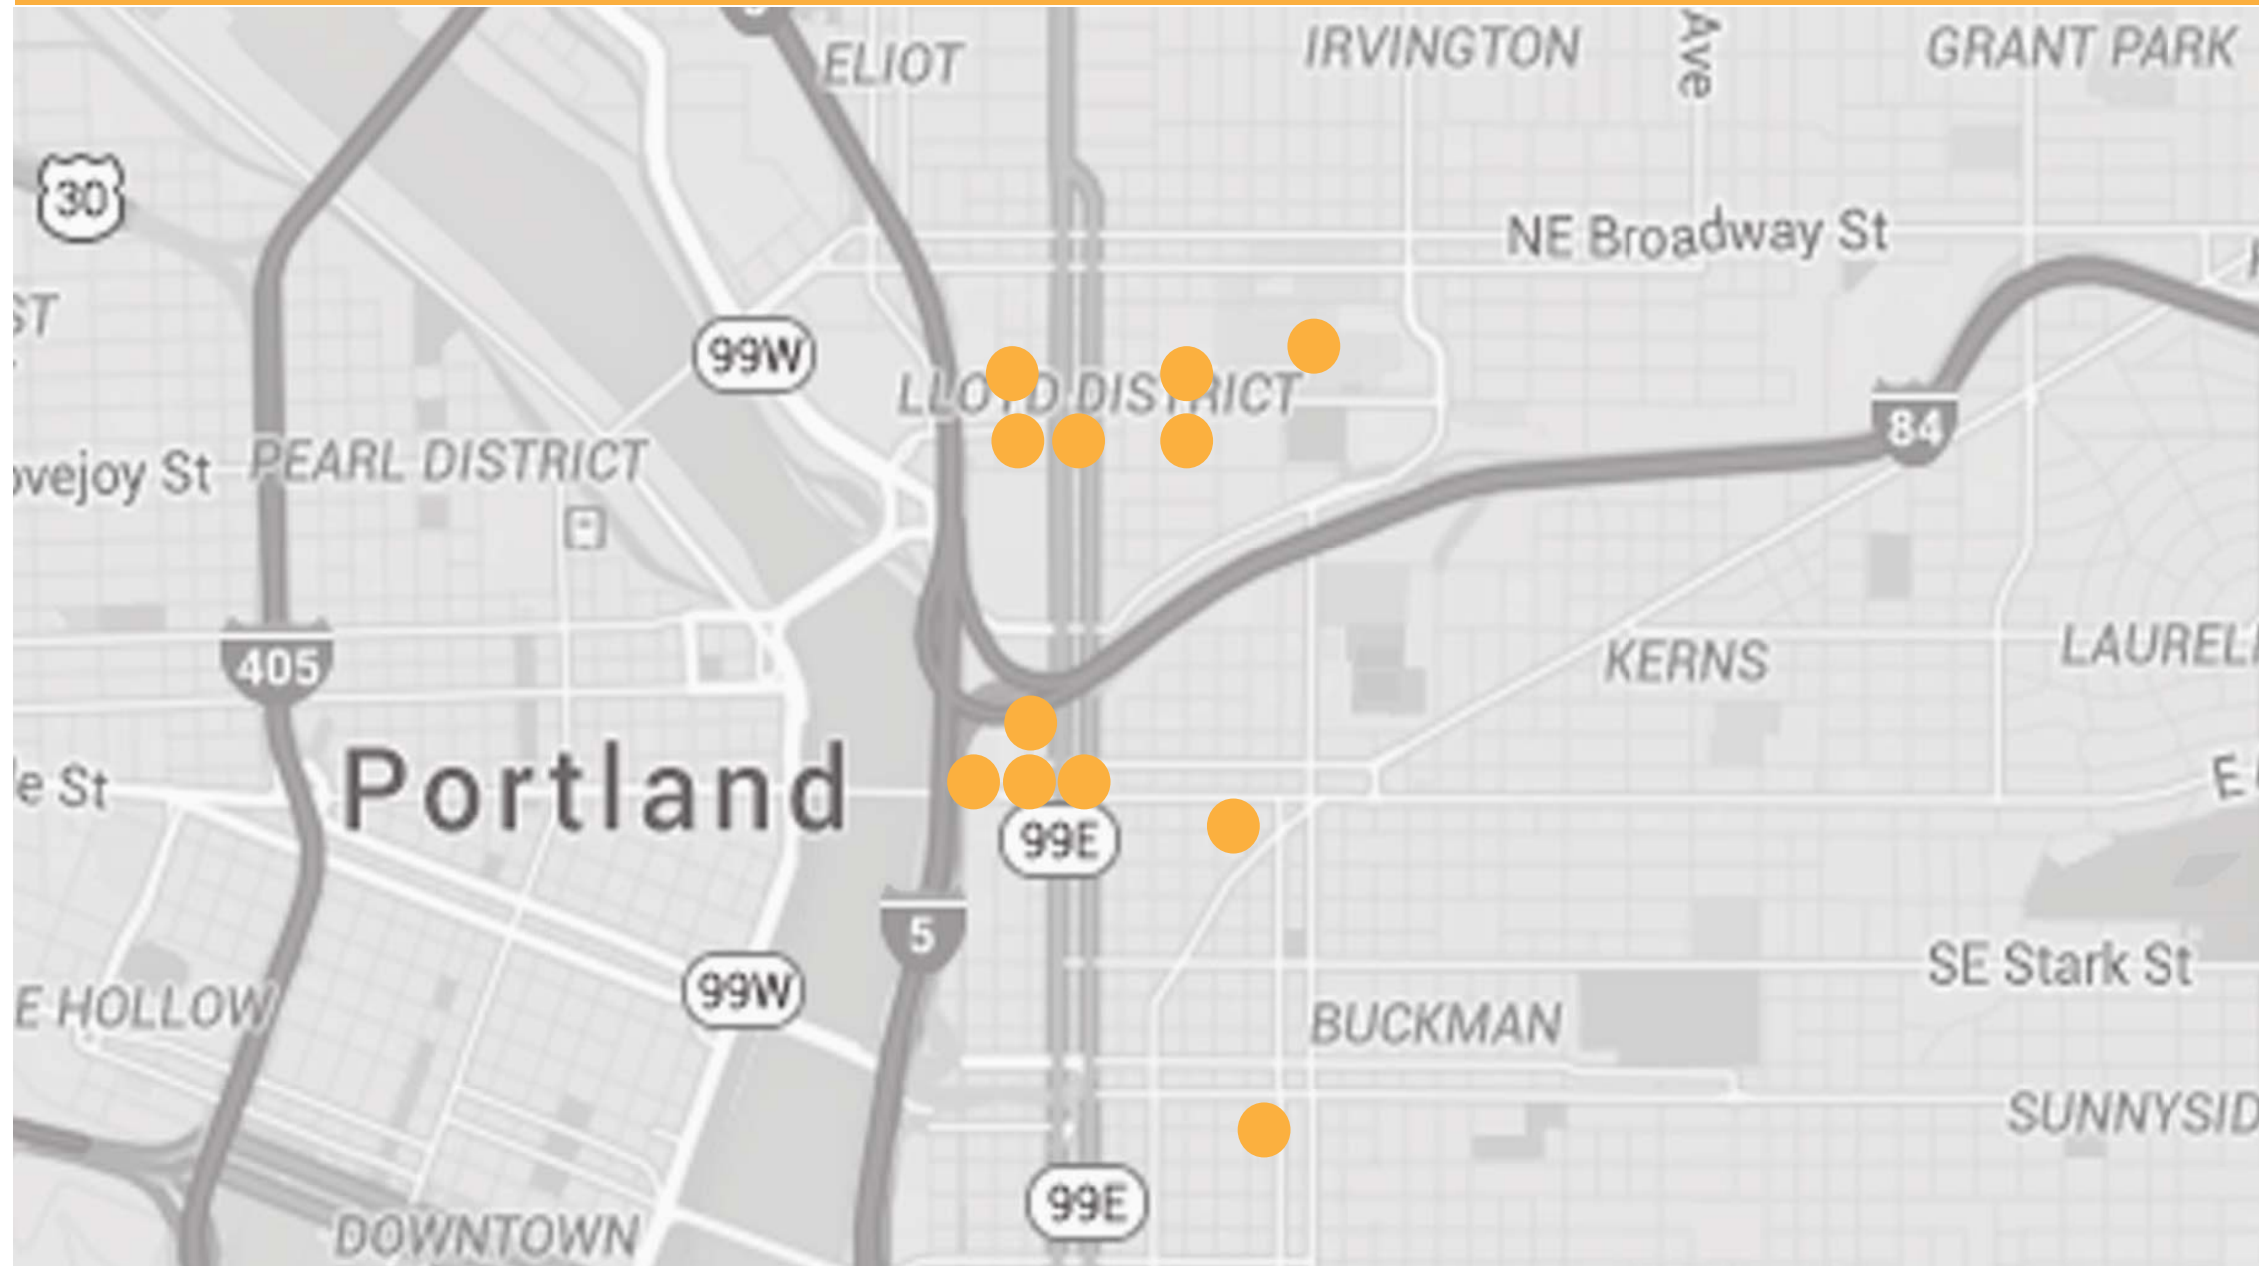 ELIOT
IRVINGTON
Ave
GRANT PARK
30
NE Broadway St
ST
99W
LLOYD DISTRICT
84
ovejoy St
PEARL DISTRICT
405
KERNS
LAUREL
Portland
e St
E
99E
5
SE Stark St
99W
E HOLLOW
BUCKMAN
SUNNYSID
99E
DOWNTOWN